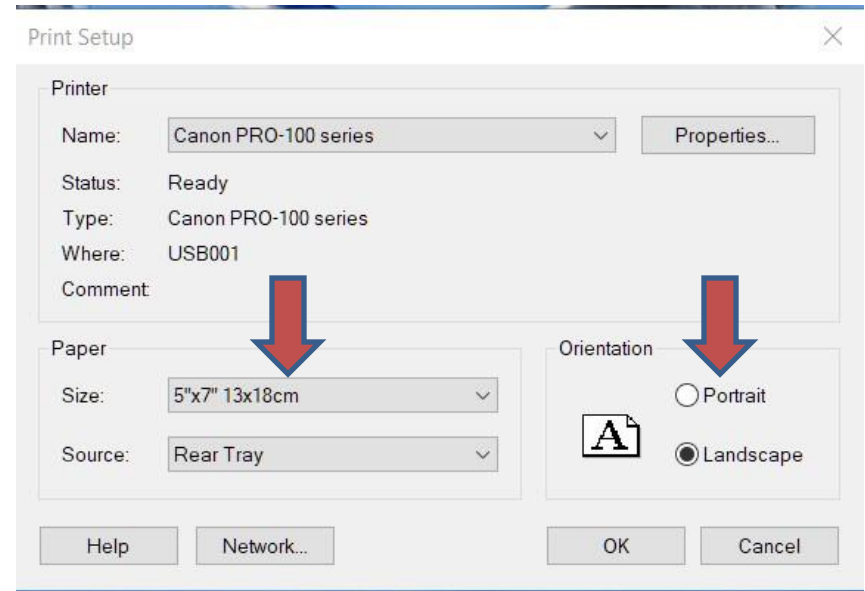 Print Setup
Printer
Name: Canon PRO-100 series Properties...
Status: Ready
Type: Canon PRO-100 series
Where: USB001
Comment:
Paper
Size: 5"x7" 13x18cm
Source: Rear Tray
Orientation
A
Portrait
Landscape
Help Network... OK Cancel